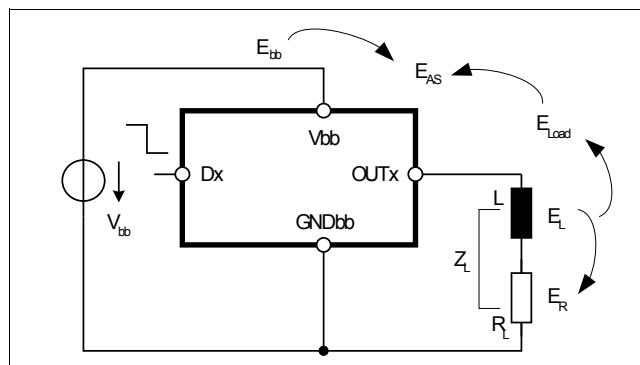 E_bb
E_AS
E_Load
Vbb
Dx
OUTx
V_bb
GNDbb
L
E_L
Z_L
R_L
E_R